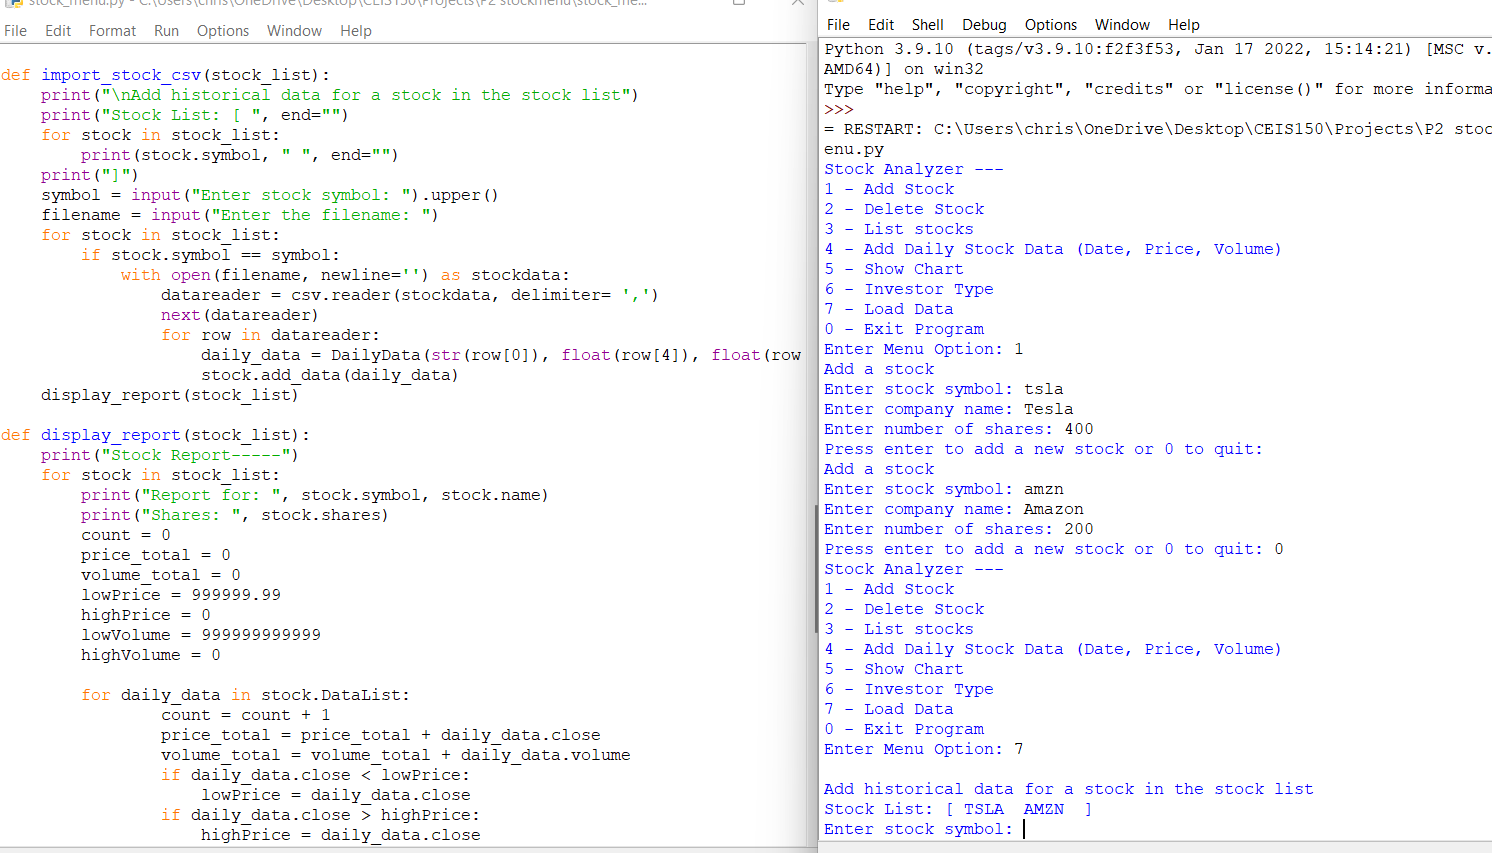 stock_menu.py - C:\Users\chris\OneDrive\Desktop\CEIS150\Projects\P2 stockmenu\stock_me...
File Edit Format Run Options Window Help
def import_stock_csv(stock_list):
    print("\nAdd historical data for a stock in the stock list")
    print("Stock List: [ ", end="")
    for stock in stock_list:
        print(stock.symbol, " ", end="")
    print("]")
    symbol = input("Enter stock symbol: ").upper()
    filename = input("Enter the filename: ")
    for stock in stock_list:
        if stock.symbol == symbol:
            with open(filename, newline='') as stockdata:
                datareader = csv.reader(stockdata, delimiter= ',')
                next(datareader)
                for row in datareader:
                    daily_data = DailyData(str(row[0]), float(row[4]), float(row
                    stock.add_data(daily_data)
    display_report(stock_list)
def display_report(stock_list):
    print("Stock Report-----")
    for stock in stock_list:
        print("Report for: ", stock.symbol, stock.name)
        print("Shares: ", stock.shares)
        count = 0
        price_total = 0
        volume_total = 0
        lowPrice = 999999.99
        highPrice = 0
        lowVolume = 999999999999
        highVolume = 0
        for daily_data in stock.DataList:
                count = count + 1
                price_total = price_total + daily_data.close
                volume_total = volume_total + daily_data.volume
                if daily_data.close < lowPrice:
                    lowPrice = daily_data.close
                if daily_data.close > highPrice:
                    highPrice = daily_data.close
File Edit Shell Debug Options Window Help
Python 3.9.10 (tags/v3.9.10:f2f3f53, Jan 17 2022, 15:14:21) [MSC v.
AMD64)] on win32
Type "help", "copyright", "credits" or "license()" for more informa
>>>
= RESTART: C:\Users\chris\OneDrive\Desktop\CEIS150\Projects\P2 stoc
enu.py
Stock Analyzer ---
1 - Add Stock
2 - Delete Stock
3 - List stocks
4 - Add Daily Stock Data (Date, Price, Volume)
5 - Show Chart
6 - Investor Type
7 - Load Data
0 - Exit Program
Enter Menu Option: 1
Add a stock
Enter stock symbol: tsla
Enter company name: Tesla
Enter number of shares: 400
Press enter to add a new stock or 0 to quit:
Add a stock
Enter stock symbol: amzn
Enter company name: Amazon
Enter number of shares: 200
Press enter to add a new stock or 0 to quit: 0
Stock Analyzer ---
1 - Add Stock
2 - Delete Stock
3 - List stocks
4 - Add Daily Stock Data (Date, Price, Volume)
5 - Show Chart
6 - Investor Type
7 - Load Data
0 - Exit Program
Enter Menu Option: 7
Add historical data for a stock in the stock list
Stock List: [ TSLA  AMZN  ]
Enter stock symbol: